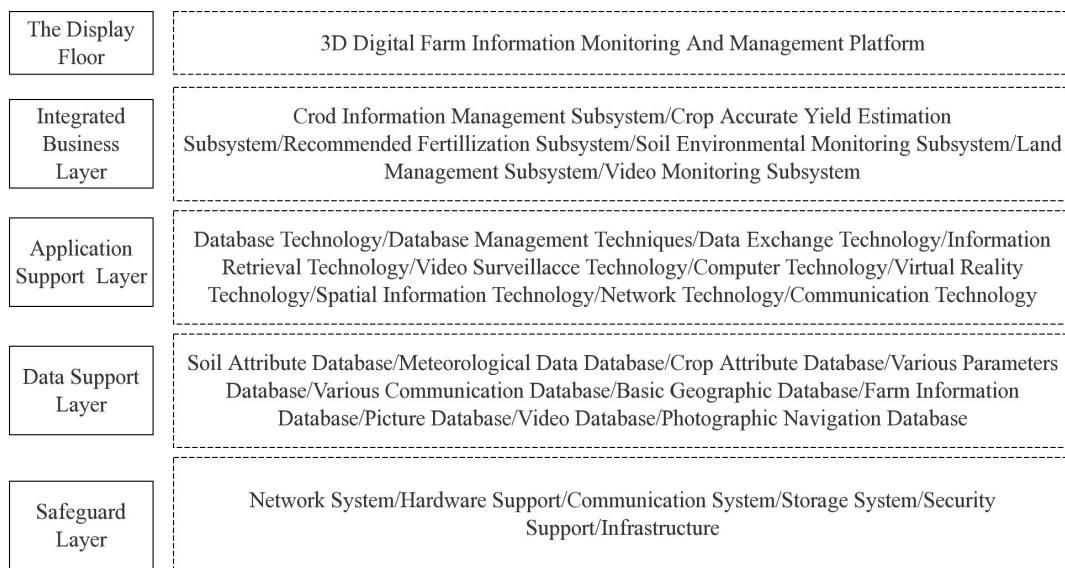 The Display
Floor
3D Digital Farm Information Monitoring And Management Platform
Integrated
Business
Layer
Crod Information Management Subsystem/Crop Accurate Yield Estimation
Subsystem/Recommended Fertillization Subsystem/Soil Environmental Monitoring Subsystem/Land
Management Subsystem/Video Monitoring Subsystem
Application
Support Layer
Database Technology/Database Management Techniques/Data Exchange Technology/Information
Retrieval Technology/Video Surveillacce Technology/Computer Technology/Virtual Reality
Technology/Spatial Information Technology/Network Technology/Communication Technology
Data Support
Layer
Soil Attribute Database/Meteorological Data Database/Crop Attribute Database/Various Parameters
Database/Various Communication Database/Basic Geographic Database/Farm Information
Database/Picture Database/Video Database/Photographic Navigation Database
Safeguard
Layer
Network System/Hardware Support/Communication System/Storage System/Security
Support/Infrastructure